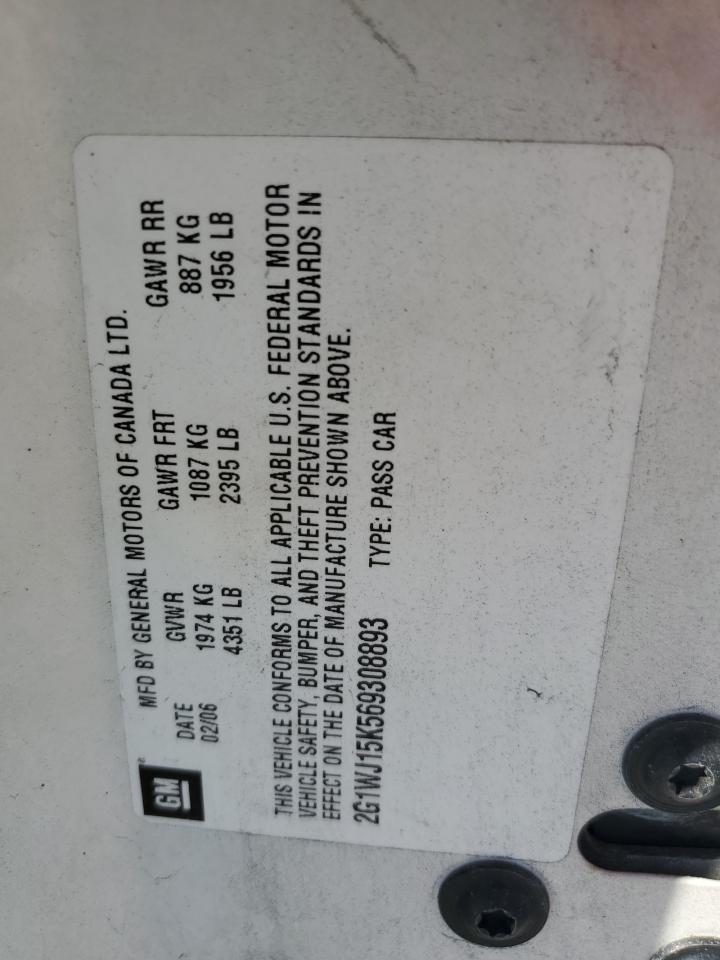 GM
MFD BY GENERAL MOTORS OF CANADA LTD.
DATE GVWR GAWR FRT GAWR RR
02/06 1974 KG 1087 KG 887 KG
4351 LB 2395 LB 1956 LB
THIS VEHICLE CONFORMS TO ALL APPLICABLE U.S. FEDERAL MOTOR
VEHICLE SAFETY, BUMPER, AND THEFT PREVENTION STANDARDS IN
EFFECT ON THE DATE OF MANUFACTURE SHOWN ABOVE.
2G1WJ15K569308893 TYPE: PASS CAR